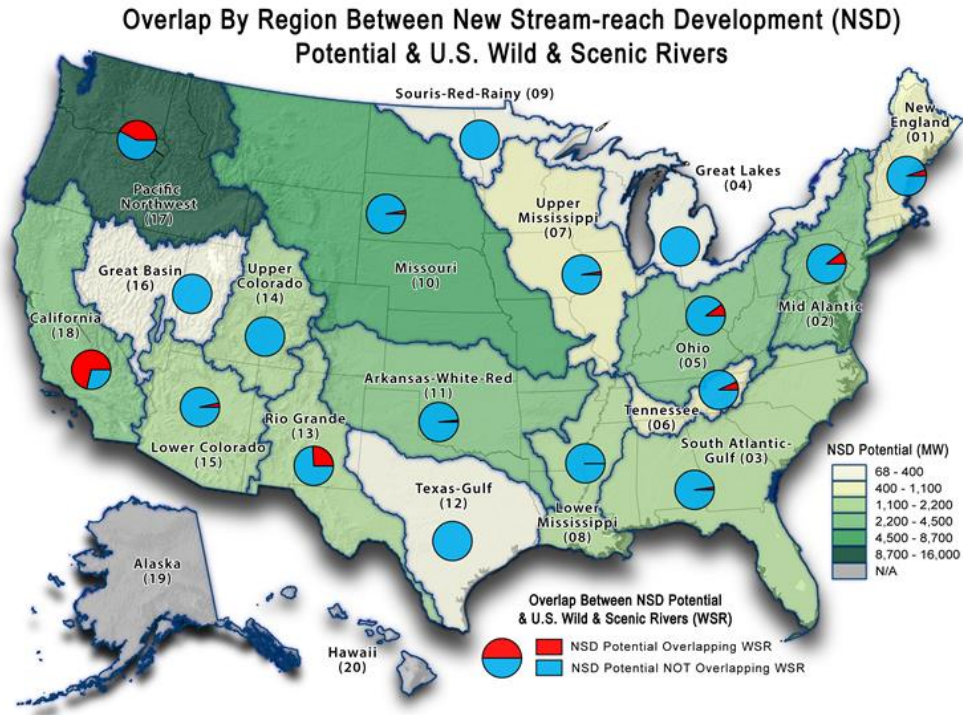 Overlap By Region Between New Stream-reach Development (NSD)
Potential & U.S. Wild & Scenic Rivers
Souris-Red-Rainy (09)
New
England
(01)
Great Lakes
(04)
Pacific
Northwest
(17)
Upper
Mississippi
(07)
Missouri
(10)
Great Basin
(16)
Upper
Colorado
(14)
Mid Alantic
(02)
California
(18)
Ohio
(05)
Arkansas-White-Red
(11)
Tennessee
(06)
Rio Grande
(13)
Lower Colorado
(15)
South Atlantic-
Gulf (03)
Texas-Gulf
(12)
Lower
Mississippi
(08)
Alaska
(19)
Hawaii
(20)
NSD Potential (MW)
68 - 400
400 - 1,100
1,100 - 2,200
2,200 - 4,500
4,500 - 8,700
8,700 - 16,000
N/A
Overlap Between NSD Potential
& U.S. Wild & Scenic Rivers (WSR)
NSD Potential Overlapping WSR
NSD Potential NOT Overlapping WSR